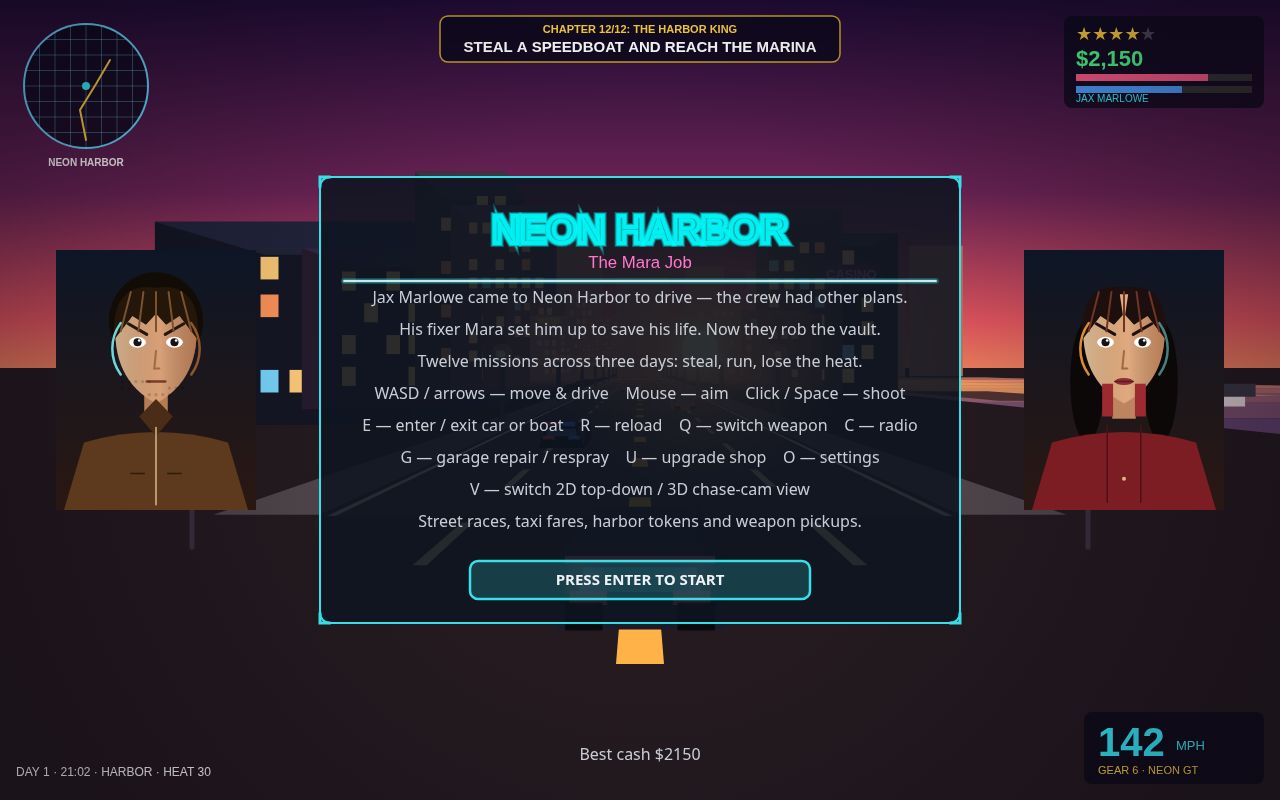 CHAPTER 12/12: THE HARBOR KING
STEAL A SPEEDBOAT AND REACH THE MARINA
★★★★★
$2,150
JAX MARLOWE
NEON HARBOR
NEON HARBOR
The Mara Job
CASINO
Jax Marlowe came to Neon Harbor to drive — the crew had other plans.
His fixer Mara set him up to save his life. Now they rob the vault.
Twelve missions across three days: steal, run, lose the heat.
WASD / arrows — move & drive Mouse — aim Click / Space — shoot
E — enter / exit car or boat R — reload Q — switch weapon C — radio
G — garage repair / respray U — upgrade shop O — settings
V — switch 2D top-down / 3D chase-cam view
Street races, taxi fares, harbor tokens and weapon pickups.
PRESS ENTER TO START
Best cash $2150
142 MPH
GEAR 6 · NEON GT
DAY 1 · 21:02 · HARBOR · HEAT 30